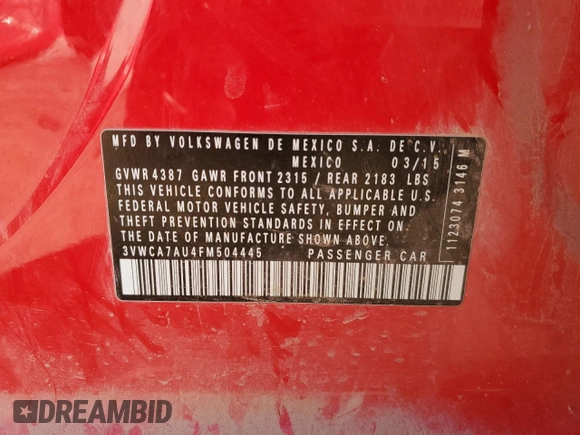 MFD BY VOLKSWAGEN DE MEXICO S.A. DE C.V.
MEXICO 03/15
GVWR 4387 GAWR FRONT 2315 / REAR 2183 LBS
THIS VEHICLE CONFORMS TO ALL APPLICABLE U.S.
FEDERAL MOTOR VEHICLE SAFETY, BUMPER AND
THEFT PREVENTION STANDARDS IN EFFECT ON
THE DATE OF MANUFACTURE SHOWN ABOVE.
3VWCA7AU4FM504445 PASSENGER CAR
1123074 3146 M
DREAMBID